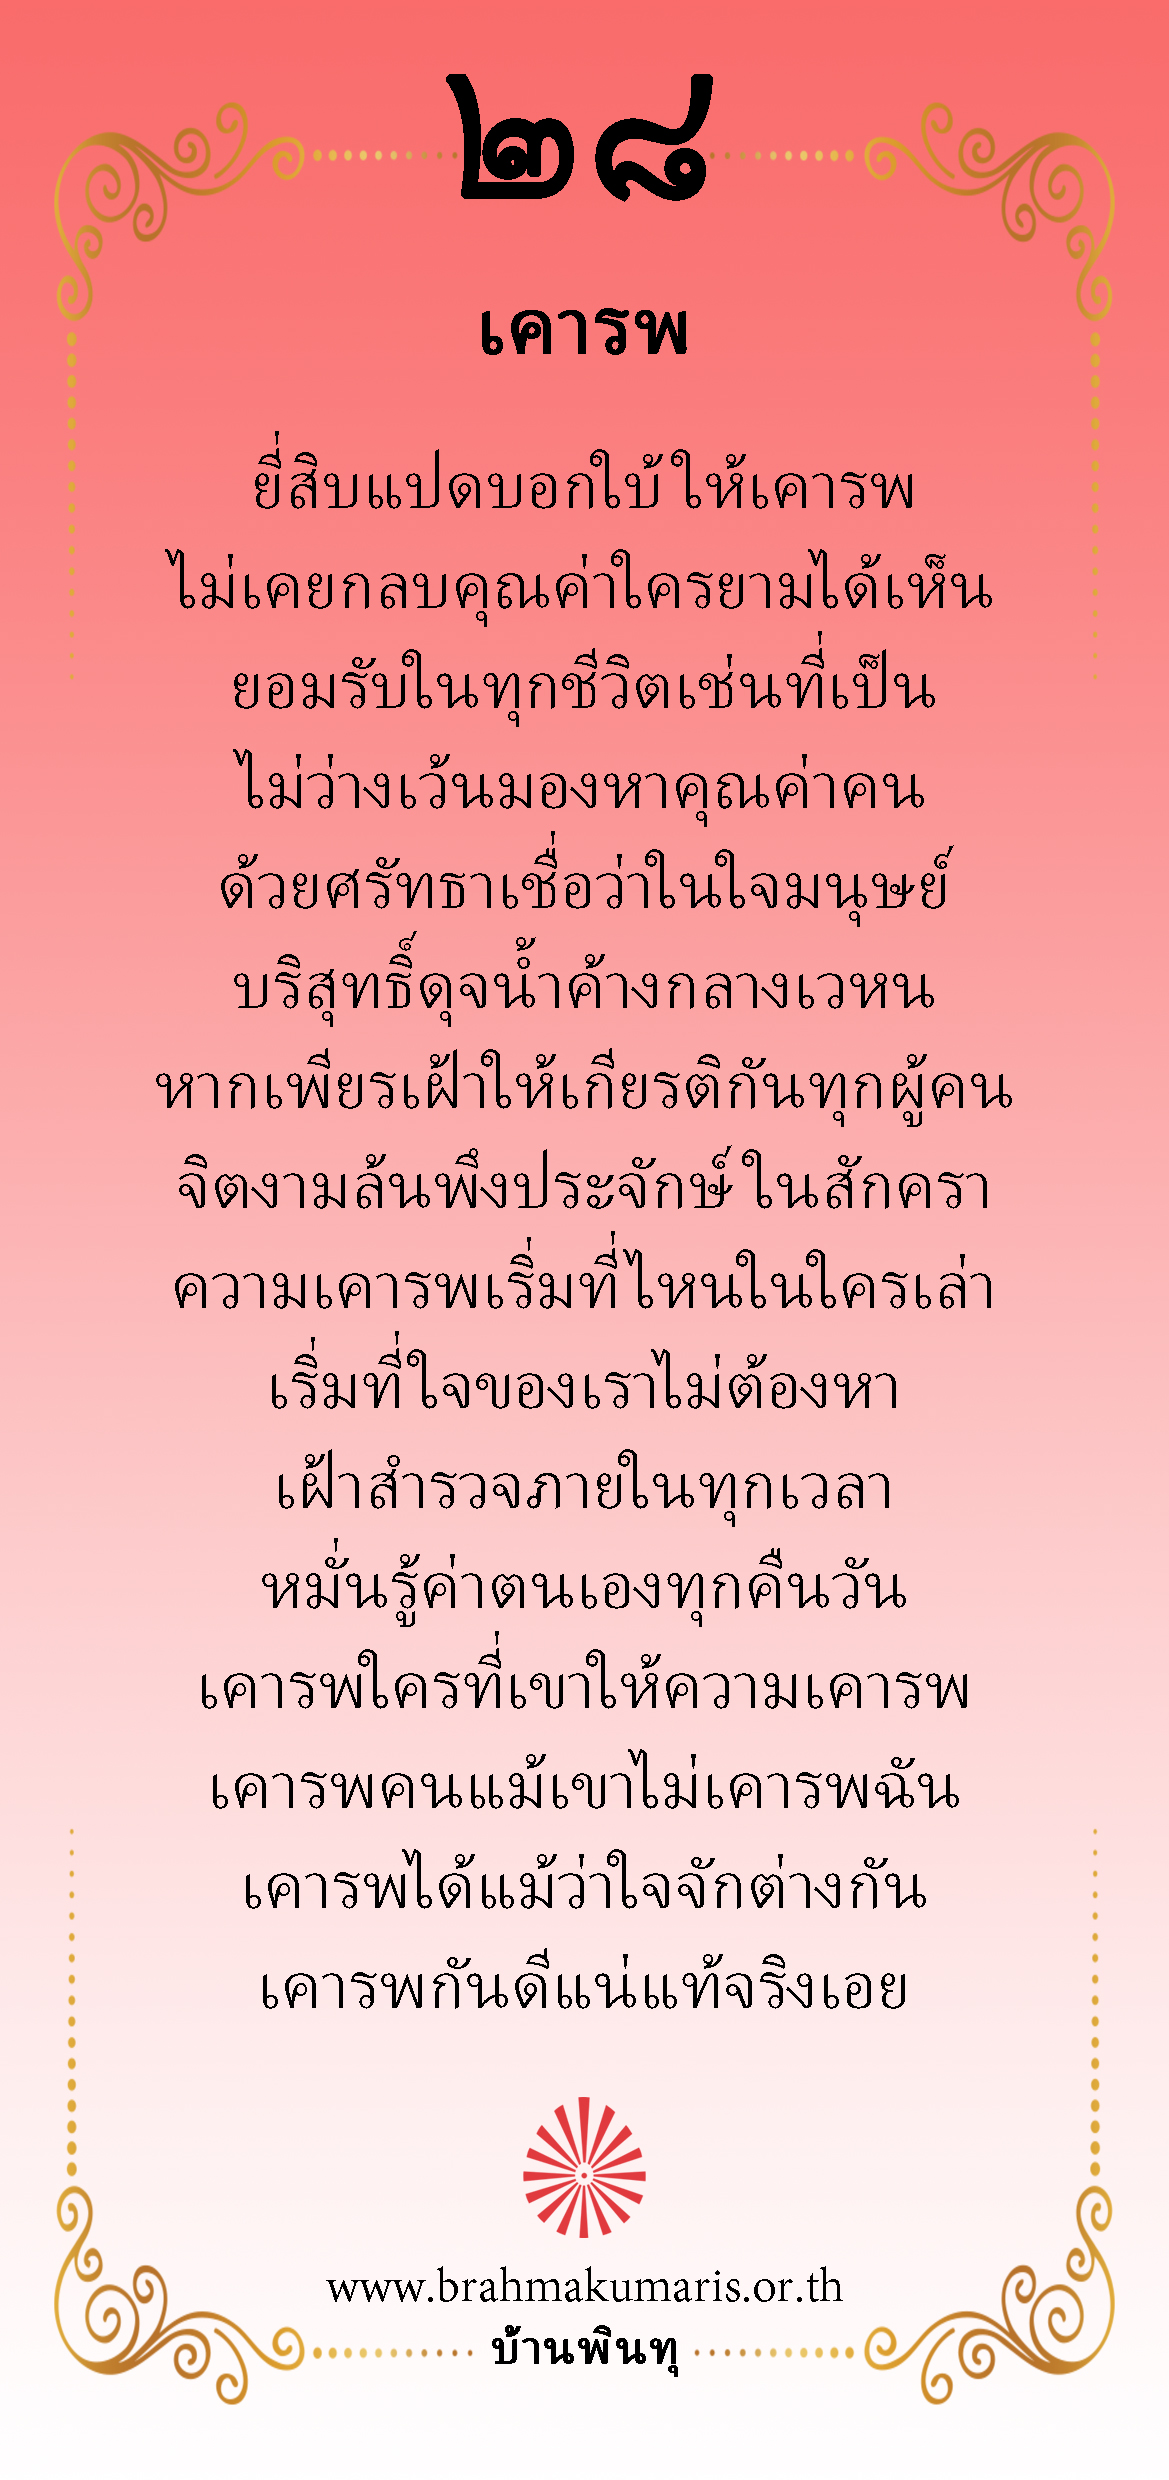 ๒๘
เคารพ
ยี่สิบแปดบอกใบ้ ให้เคารพ
ไม่เคยกลบคุณค่าใครยามได้เห็น
ยอมรับในทุกชีวิตเช่นที่เป็น
ไม่ว่างเว้นมองหาคุณค่าคน
ด้วยศรัทธาเชื่อว่าในใจมนุษย์
บริสุทธิ์ดุจน้ำค้างกลางเวหน
หากเพียรเฝ้าให้เกียรติกันทุกผู้คน
จิตงามล้นพึงประจักษ์ ในสักครา
ความเคารพเริ่มที่ไหนในใครเล่า
เริ่มที่ใจของเราไม่ต้องหา
เฝ้าสำรวจภายในทุกเวลา
หมั่นรู้ค่าตนเองทุกคืนวัน
เคารพใครที่เขาให้ความเคารพ
เคารพคนแม้เขาไม่เคารพฉัน
เคารพได้แม้ว่าใจจักต่างกัน
เคารพกันดีแน่แท้จริงเอย
www.brahmakumaris.or.th
บ้านพินทุ